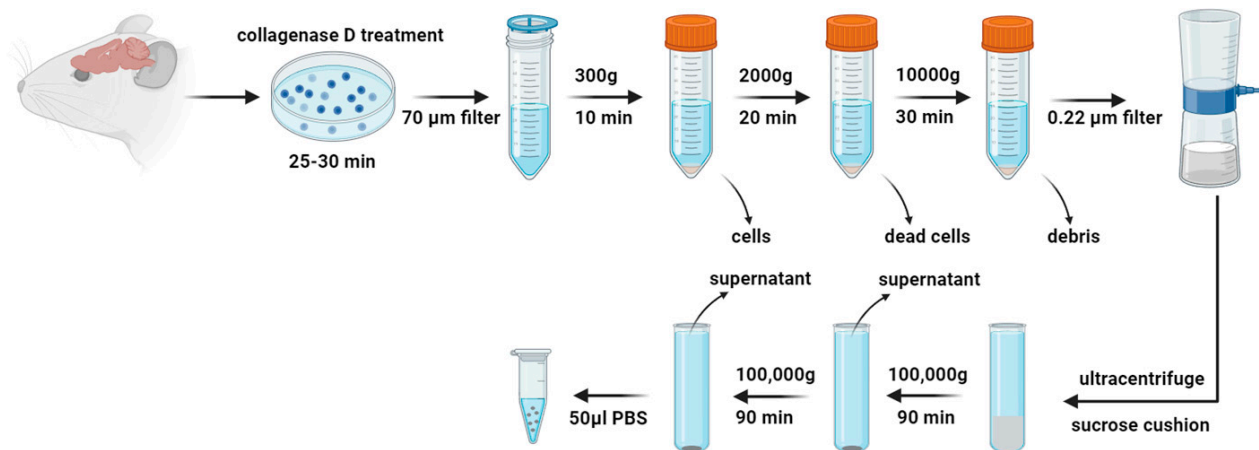 collagenase D treatment
25-30 min
70 µm filter
300g
10 min
2000g
20 min
10000g
30 min
0.22 µm filter
cells
dead cells
debris
ultracentrifuge
sucrose cushion
100,000g
90 min
supernatant
100,000g
90 min
supernatant
50µl PBS